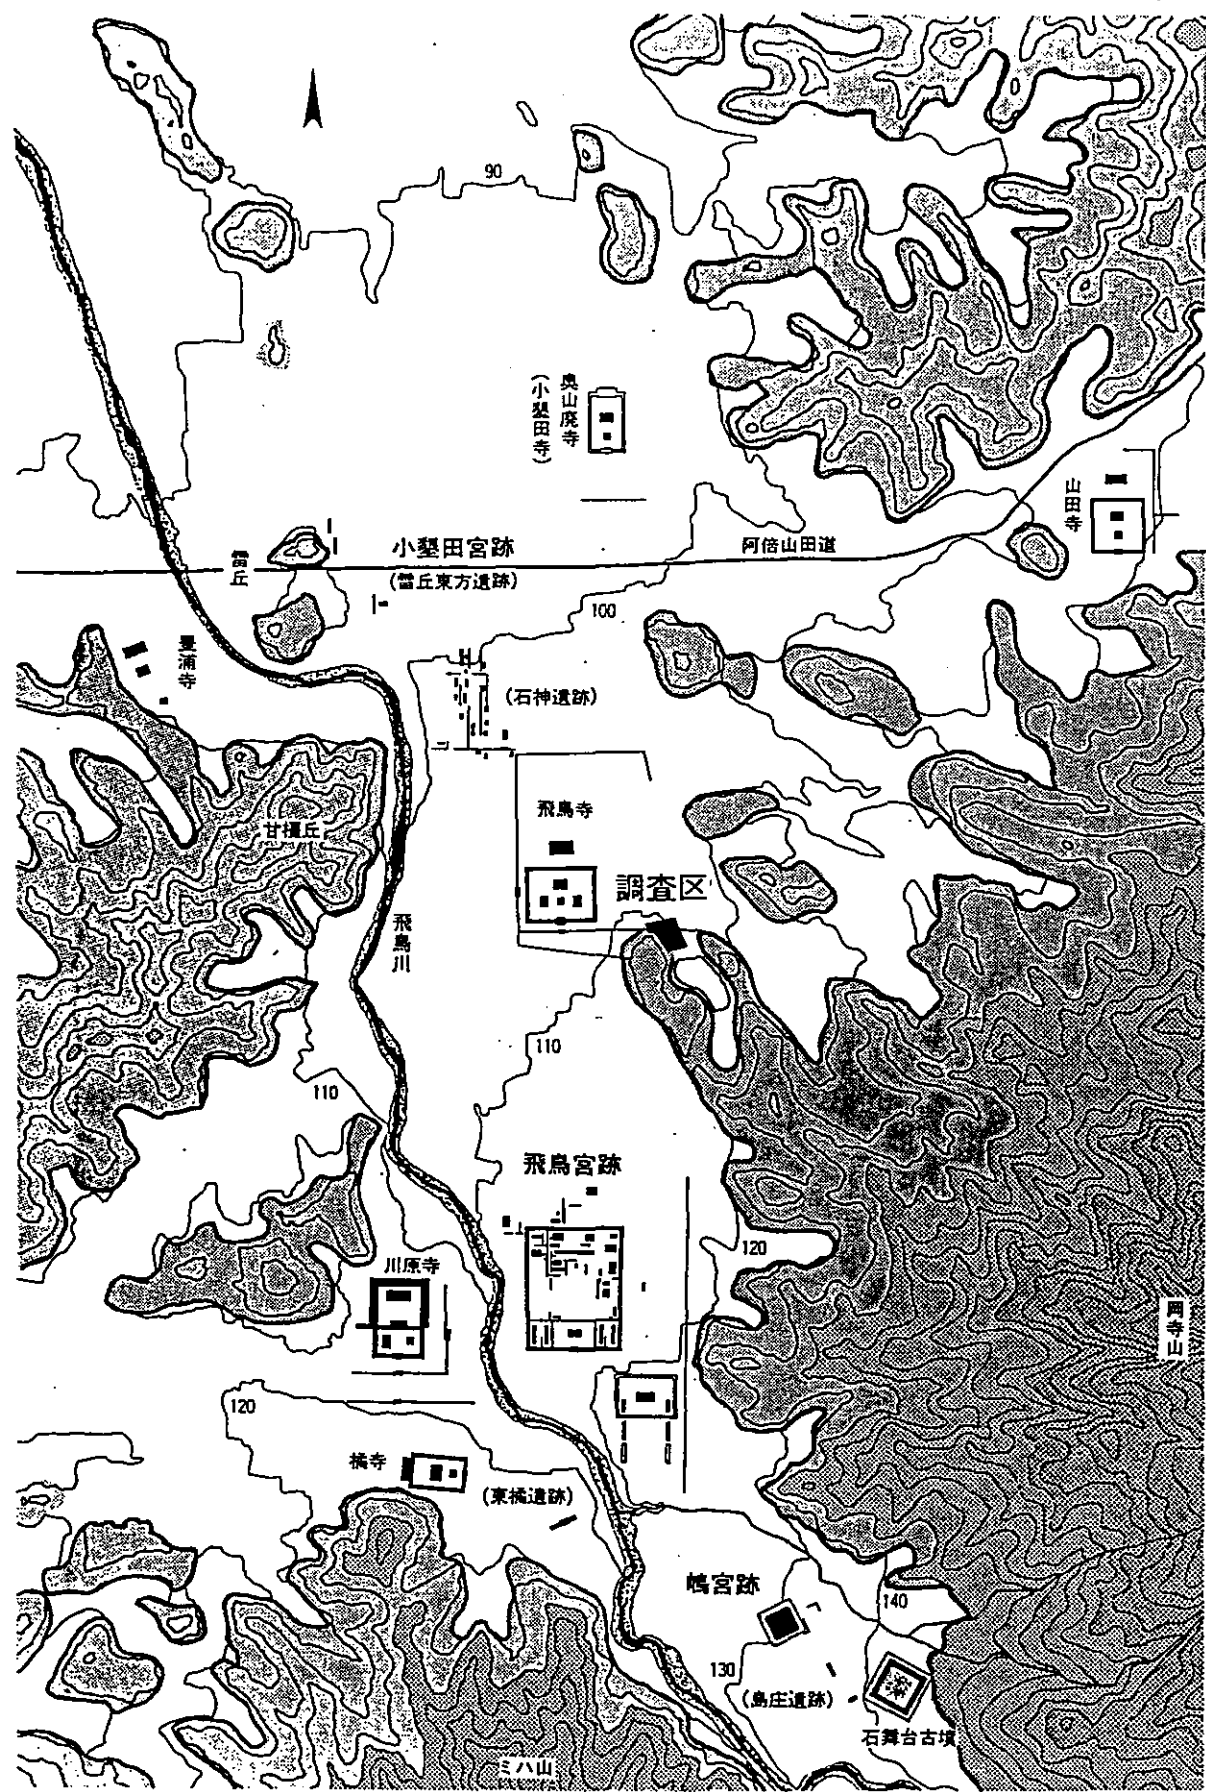 90
奥山廃寺
(小墾田寺)
山田寺
雷丘
小墾田宮跡
(雷丘東方遺跡)
阿倍山田道
100
豊浦寺
(石神遺跡)
飛鳥寺
甘樫丘
調査区
飛鳥川
110
110
飛鳥宮跡
120
川原寺
岡寺山
120
橘寺
(東橘遺跡)
嶋宮跡
140
130
(島庄遺跡)
石舞台古墳
ミハ山